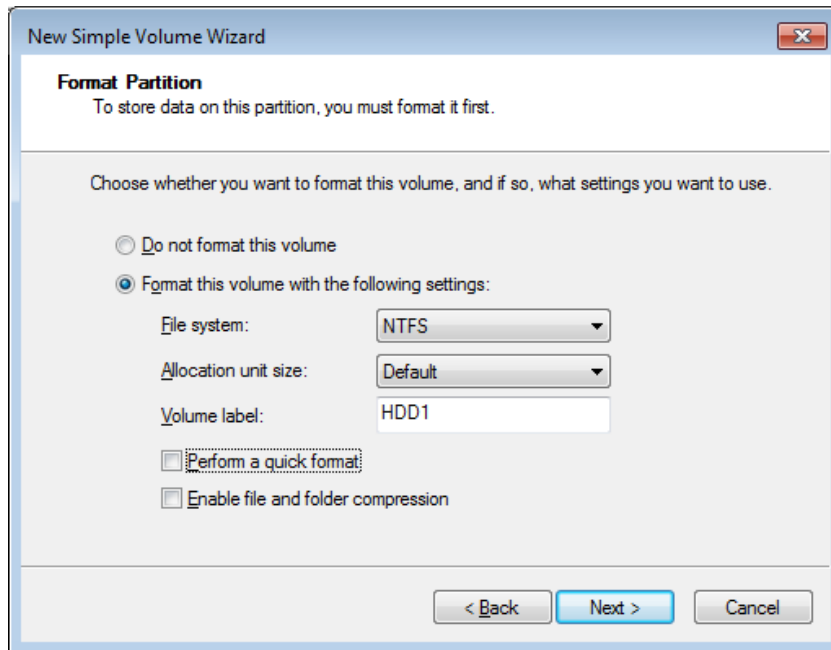 New Simple Volume Wizard
Format Partition
To store data on this partition, you must format it first.
Choose whether you want to format this volume, and if so, what settings you want to use.
Do not format this volume
Format this volume with the following settings:
File system:
NTFS
Allocation unit size:
Default
Volume label:
HDD1
Perform a quick format
Enable file and folder compression
< Back
Next >
Cancel